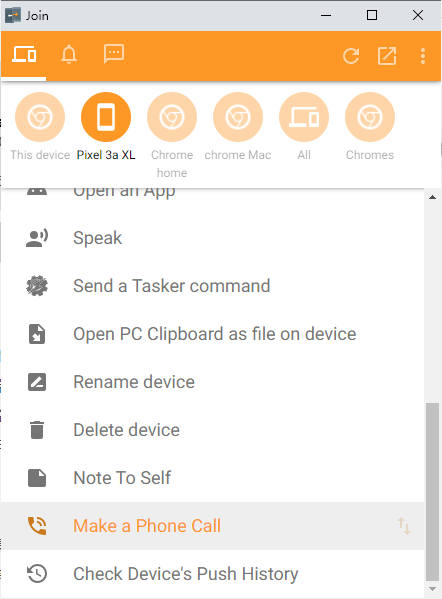 Join
This device
Pixel 3a XL
Chrome
home
chrome Mac
All
Chromes
Open an App
Speak
Send a Tasker command
Open PC Clipboard as file on device
Rename device
Delete device
Note To Self
Make a Phone Call
Check Device's Push History